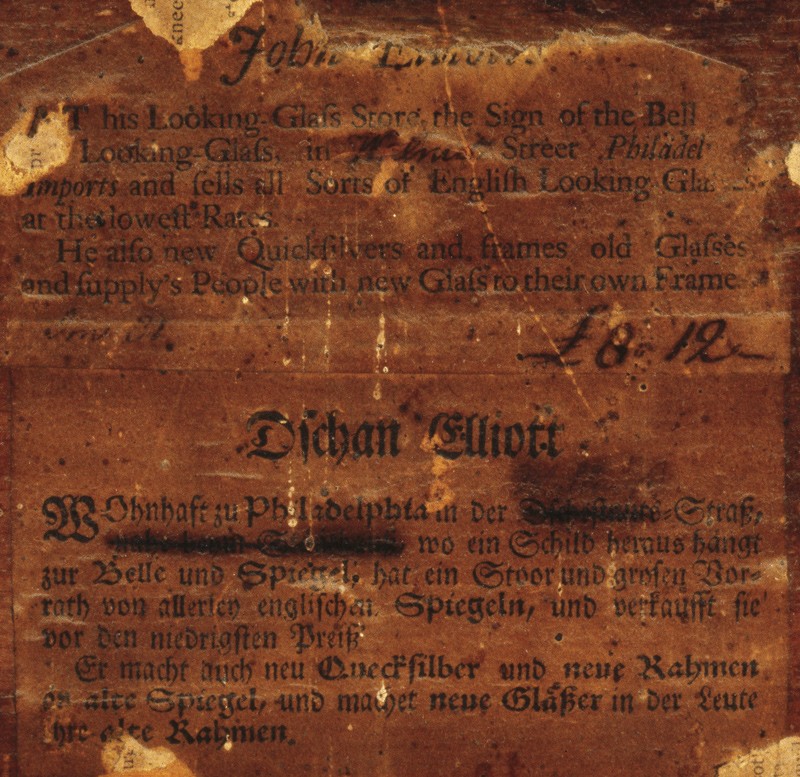 John Elliott
AT his Looking-Glaſs Store, the Sign of the Bell
Looking-Glaſs, in Walnut Street Philadel
Imports and ſells all Sorts of Engliſh Looking-Gla
at the loweſt Rates.
He alſo new Quickſilvers and frames old Glaſses
and ſupply's People with new Glaſs to their own Frame
£8 " 12
Dſchan Elliott
WOhnhaft zu Philadelphia in der -Straß,
wo ein Schild heraus hängt
zur Belle und Spiegel, hat ein Stoor und groſen Vor-
rath von allerley engliſchen Spiegeln, und verkaufft ſie
vor den niedrigſten Preiß
Er macht auch neu Queckſilber und neue Rahmen
an alte Spiegel, und machet neue Gläßer in der Leute
ihre alte Rahmen.